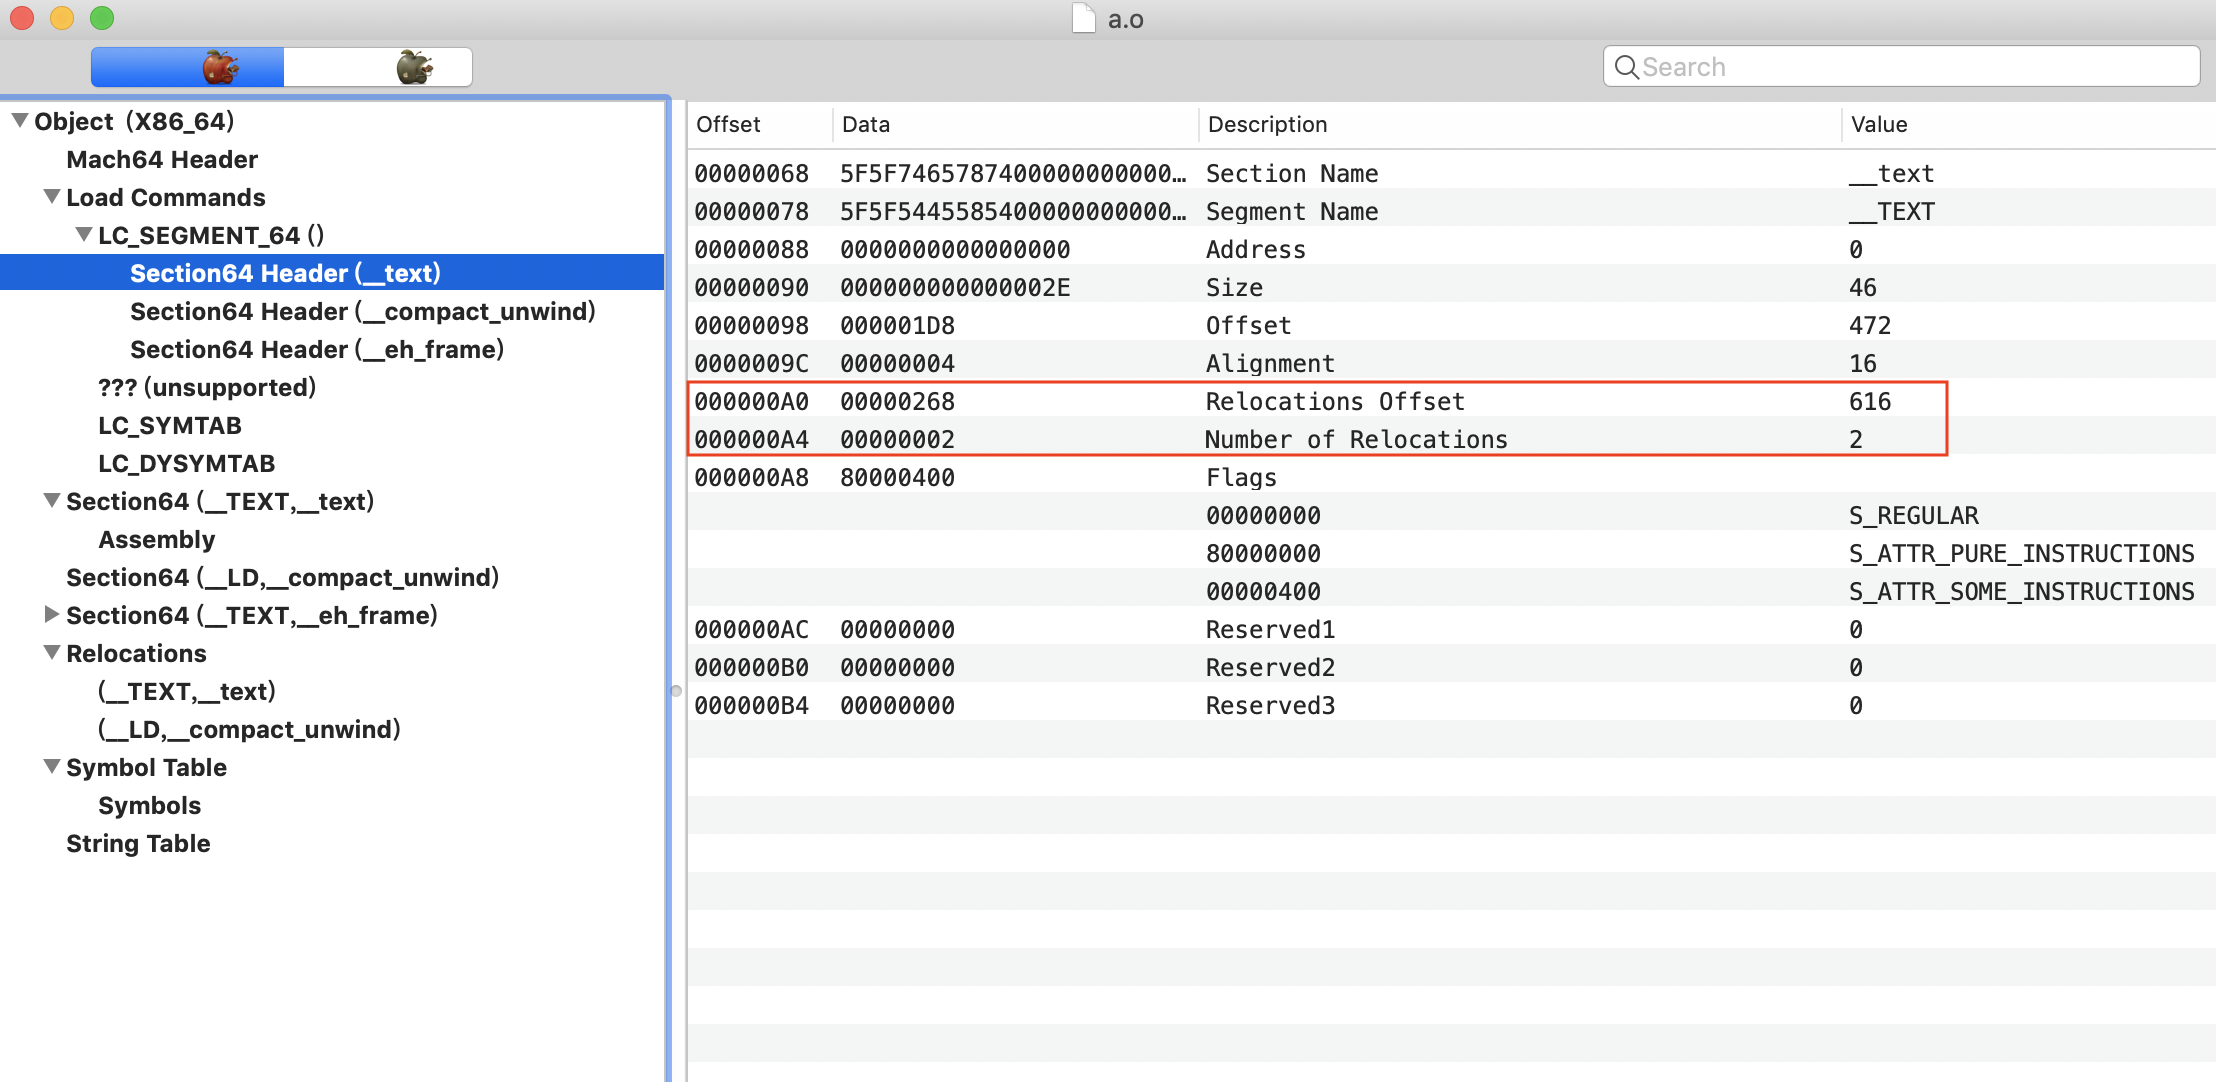 a.o
Search
Object (X86_64)
Mach64 Header
Load Commands
LC_SEGMENT_64 ()
Section64 Header (__text)
Section64 Header (__compact_unwind)
Section64 Header (__eh_frame)
??? (unsupported)
LC_SYMTAB
LC_DYSYMTAB
Section64 (__TEXT,__text)
Assembly
Section64 (__LD,__compact_unwind)
Section64 (__TEXT,__eh_frame)
Relocations
(__TEXT,__text)
(__LD,__compact_unwind)
Symbol Table
Symbols
String Table
Offset Data Description Value
00000068 5F5F7465787400000000000… Section Name __text
00000078 5F5F5445585400000000000… Segment Name __TEXT
00000088 0000000000000000 Address 0
00000090 000000000000002E Size 46
00000098 000001D8 Offset 472
0000009C 00000004 Alignment 16
000000A0 00000268 Relocations Offset 616
000000A4 00000002 Number of Relocations 2
000000A8 80000400 Flags
00000000 S_REGULAR
80000000 S_ATTR_PURE_INSTRUCTIONS
00000400 S_ATTR_SOME_INSTRUCTIONS
000000AC 00000000 Reserved1 0
000000B0 00000000 Reserved2 0
000000B4 00000000 Reserved3 0